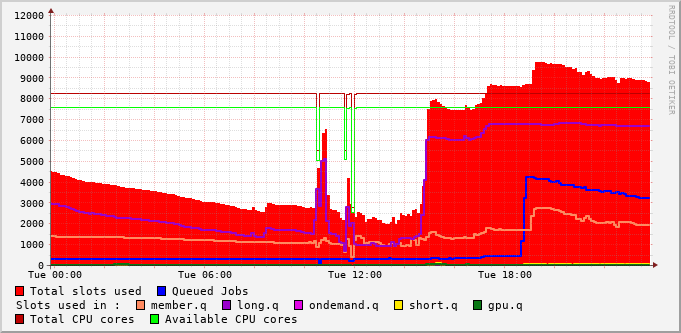 12000
11000
10000
9000
8000
7000
6000
5000
4000
3000
2000
1000
0
Tue 00:00 Tue 06:00 Tue 12:00 Tue 18:00
RRDTOOL / TOBI OETIKER
Total slots used Queued Jobs
Slots used in : member.q long.q ondemand.q short.q gpu.q
Total CPU cores Available CPU cores